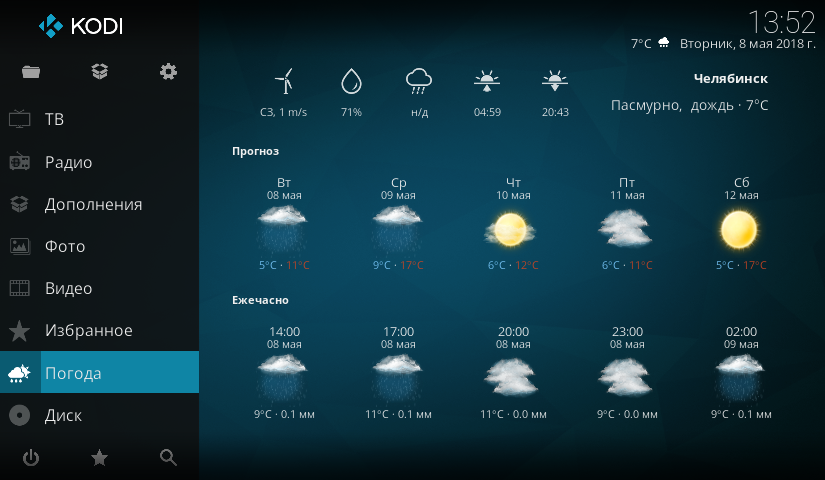 KODI
13:52
7°C Вторник, 8 мая 2018 г.
ТВ
Радио
Дополнения
Фото
Видео
Избранное
Погода
Диск
СЗ, 1 m/s 71% н/д 04:59 20:43
Челябинск
Пасмурно, дождь · 7°C
Прогноз
Вт Ср Чт Пт Сб
08 мая 09 мая 10 мая 11 мая 12 мая
5°C · 11°C 9°C · 17°C 6°C · 12°C 6°C · 11°C 5°C · 17°C
Ежечасно
14:00 17:00 20:00 23:00 02:00
08 мая 08 мая 08 мая 08 мая 09 мая
9°C · 0.1 мм 11°C · 0.1 мм 11°C · 0.0 мм 9°C · 0.0 мм 9°C · 0.1 мм